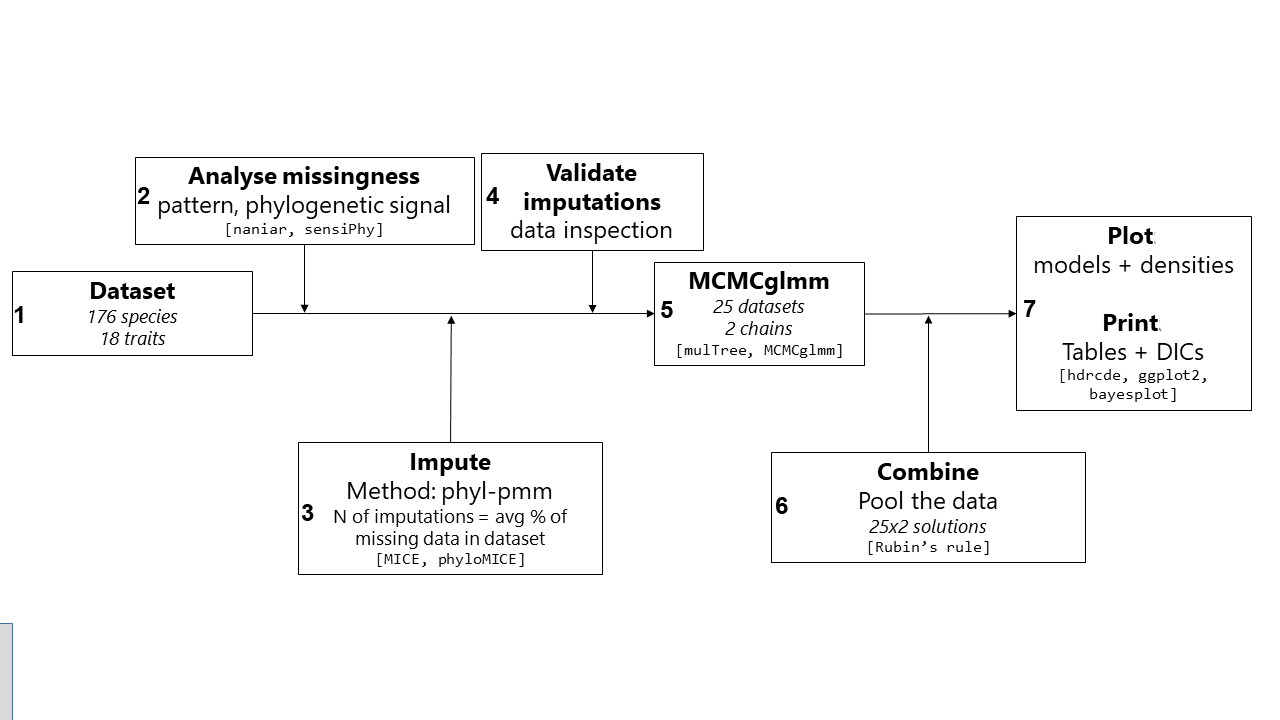 1
Dataset
176 species
18 traits
2
Analyse missingness
pattern, phylogenetic signal
[naniar, sensiPhy]
3
Impute
Method: phyl-pmm
N of imputations = avg % of
missing data in dataset
[MICE, phyloMICE]
4
Validate
imputations
data inspection
5
MCMCglmm
25 datasets
2 chains
[mulTree, MCMCglmm]
6
Combine
Pool the data
25x2 solutions
[Rubin’s rule]
7
Plot
models + densities
Print
Tables + DICs
[hdrcde, ggplot2,
bayesplot]